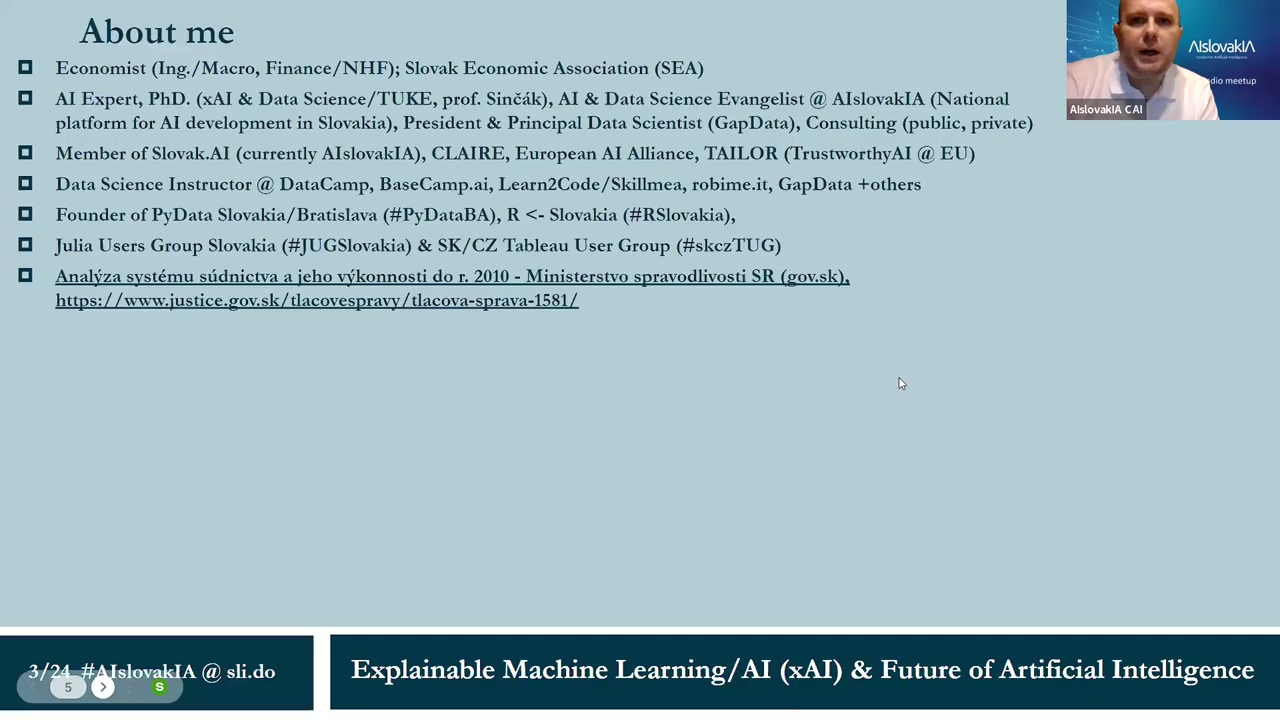 About me
Economist (Ing./Macro, Finance/NHF); Slovak Economic Association (SEA)
AI Expert, PhD. (xAI & Data Science/TUKE, prof. Sinčák), AI & Data Science Evangelist @ AIslovakIA (National
platform for AI development in Slovakia), President & Principal Data Scientist (GapData), Consulting (public, private)
Member of Slovak.AI (currently AIslovakIA), CLAIRE, European AI Alliance, TAILOR (TrustworthyAI @ EU)
Data Science Instructor @ DataCamp, BaseCamp.ai, Learn2Code/Skillmea, robime.it, GapData +others
Founder of PyData Slovakia/Bratislava (#PyDataBA), R <- Slovakia (#RSlovakia),
Julia Users Group Slovakia (#JUGSlovakia) & SK/CZ Tableau User Group (#skczTUG)
Analýza systému súdnictva a jeho výkonnosti do r. 2010 - Ministerstvo spravodlivosti SR (gov.sk),
https://www.justice.gov.sk/tlacovespravy/tlacova-sprava-1581/
AIslovakIA
meetup
AIslovakIA CAI
3/24 #AIslovakIA @ sli.do
5
S
Explainable Machine Learning/AI (xAI) & Future of Artificial Intelligence